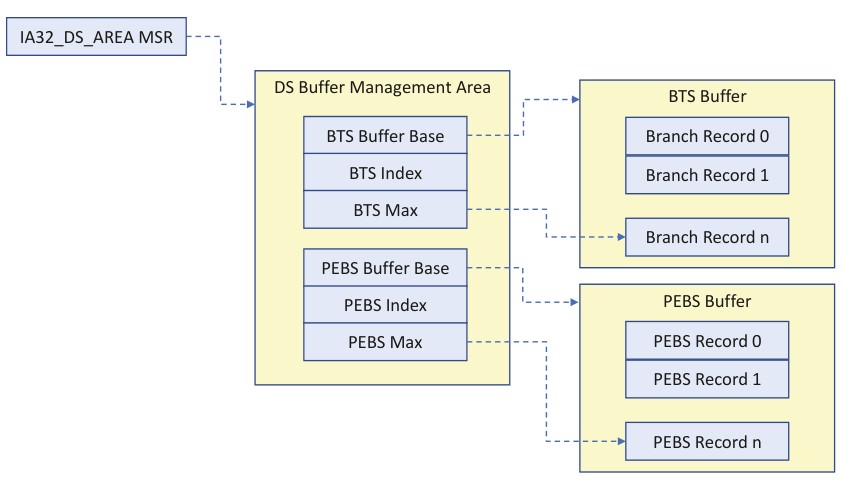 IA32_DS_AREA MSR
DS Buffer Management Area
BTS Buffer Base
BTS Index
BTS Max
PEBS Buffer Base
PEBS Index
PEBS Max
BTS Buffer
Branch Record 0
Branch Record 1
Branch Record n
PEBS Buffer
PEBS Record 0
PEBS Record 1
PEBS Record n